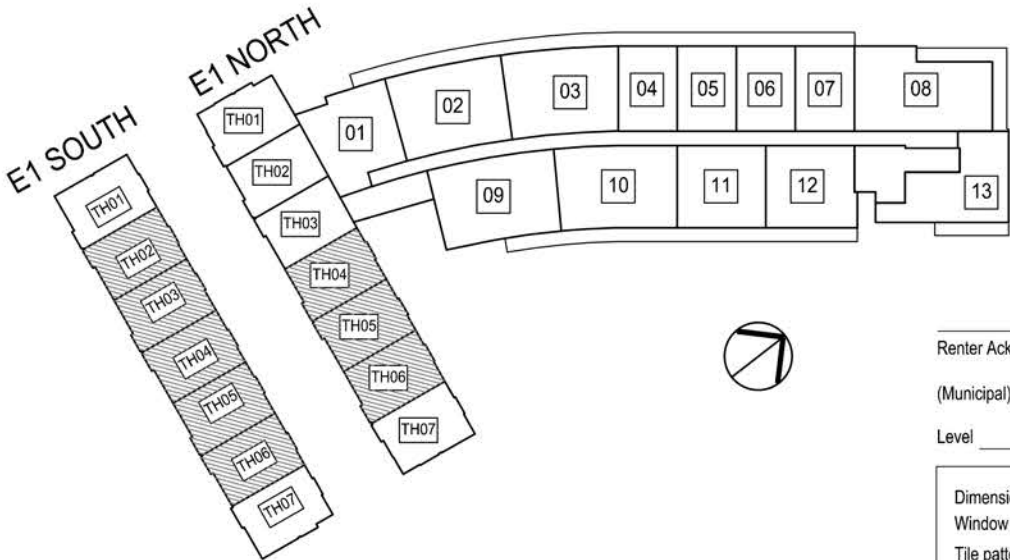 E1 SOUTH
TH01
TH02
TH03
TH04
TH05
TH06
TH07
E1 NORTH
TH01
TH02
TH03
TH04
TH05
TH06
TH07
01
02
03
04
05
06
07
08
09
10
11
12
13
Renter Ack
(Municipal)
Level
Dimensi
Window
Tile patt